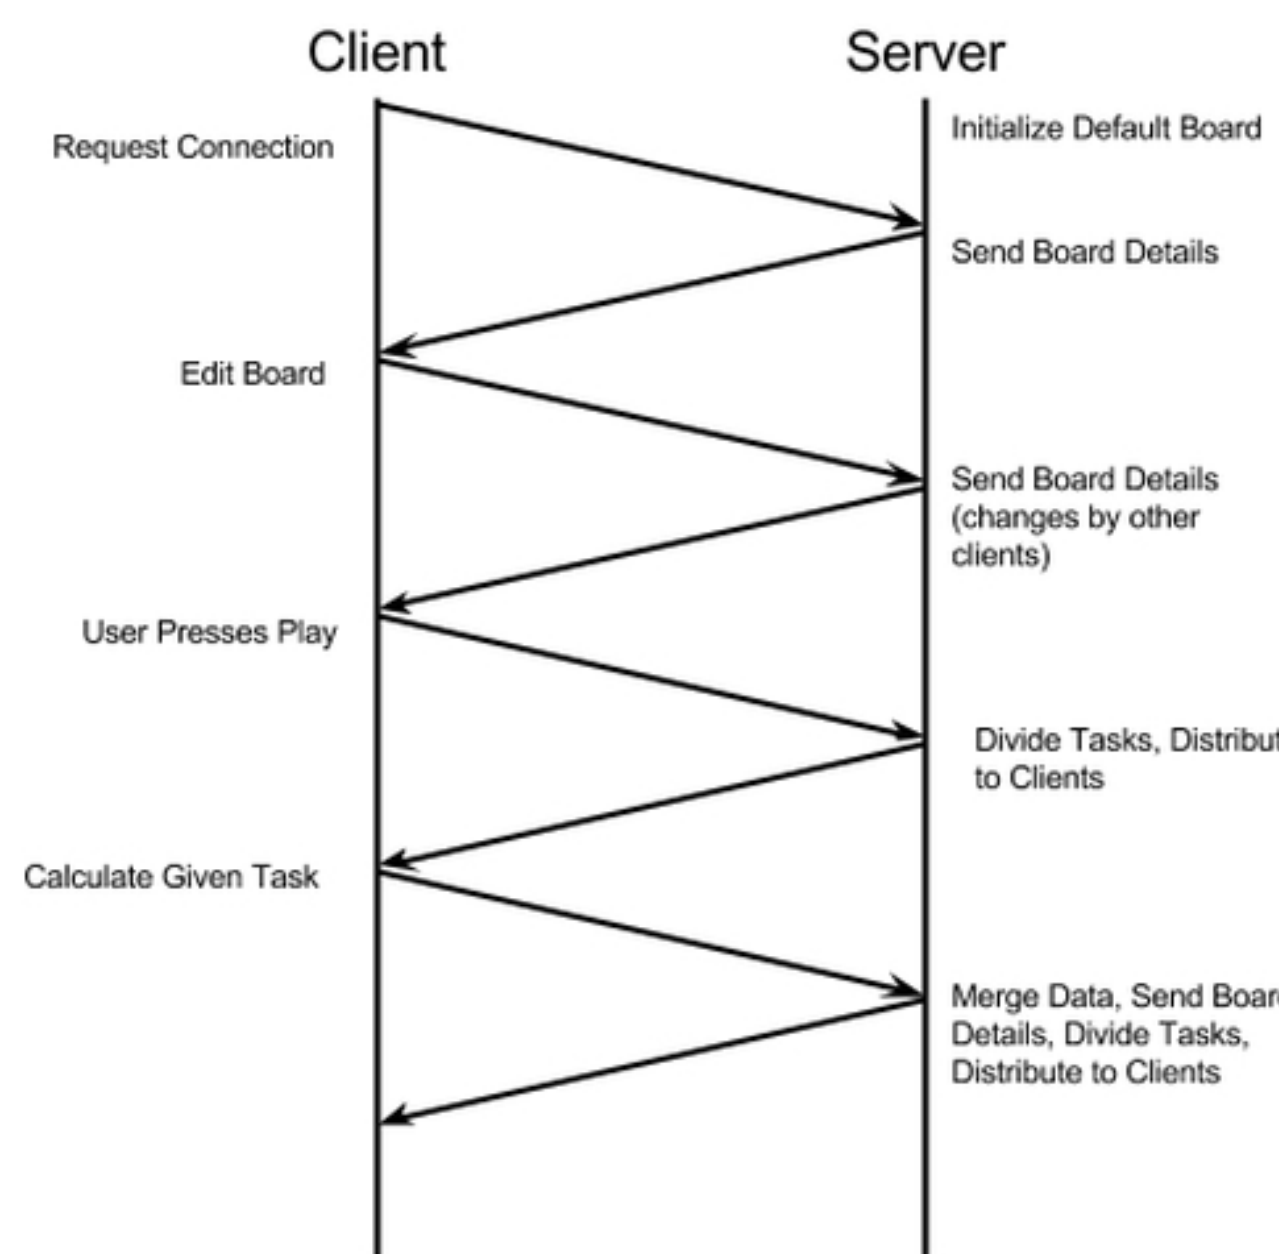 Client
Server
Request Connection
Initialize Default Board
Send Board Details
Edit Board
Send Board Details
(changes by other
clients)
User Presses Play
Divide Tasks, Distribut
to Clients
Calculate Given Task
Merge Data, Send Boar
Details, Divide Tasks,
Distribute to Clients